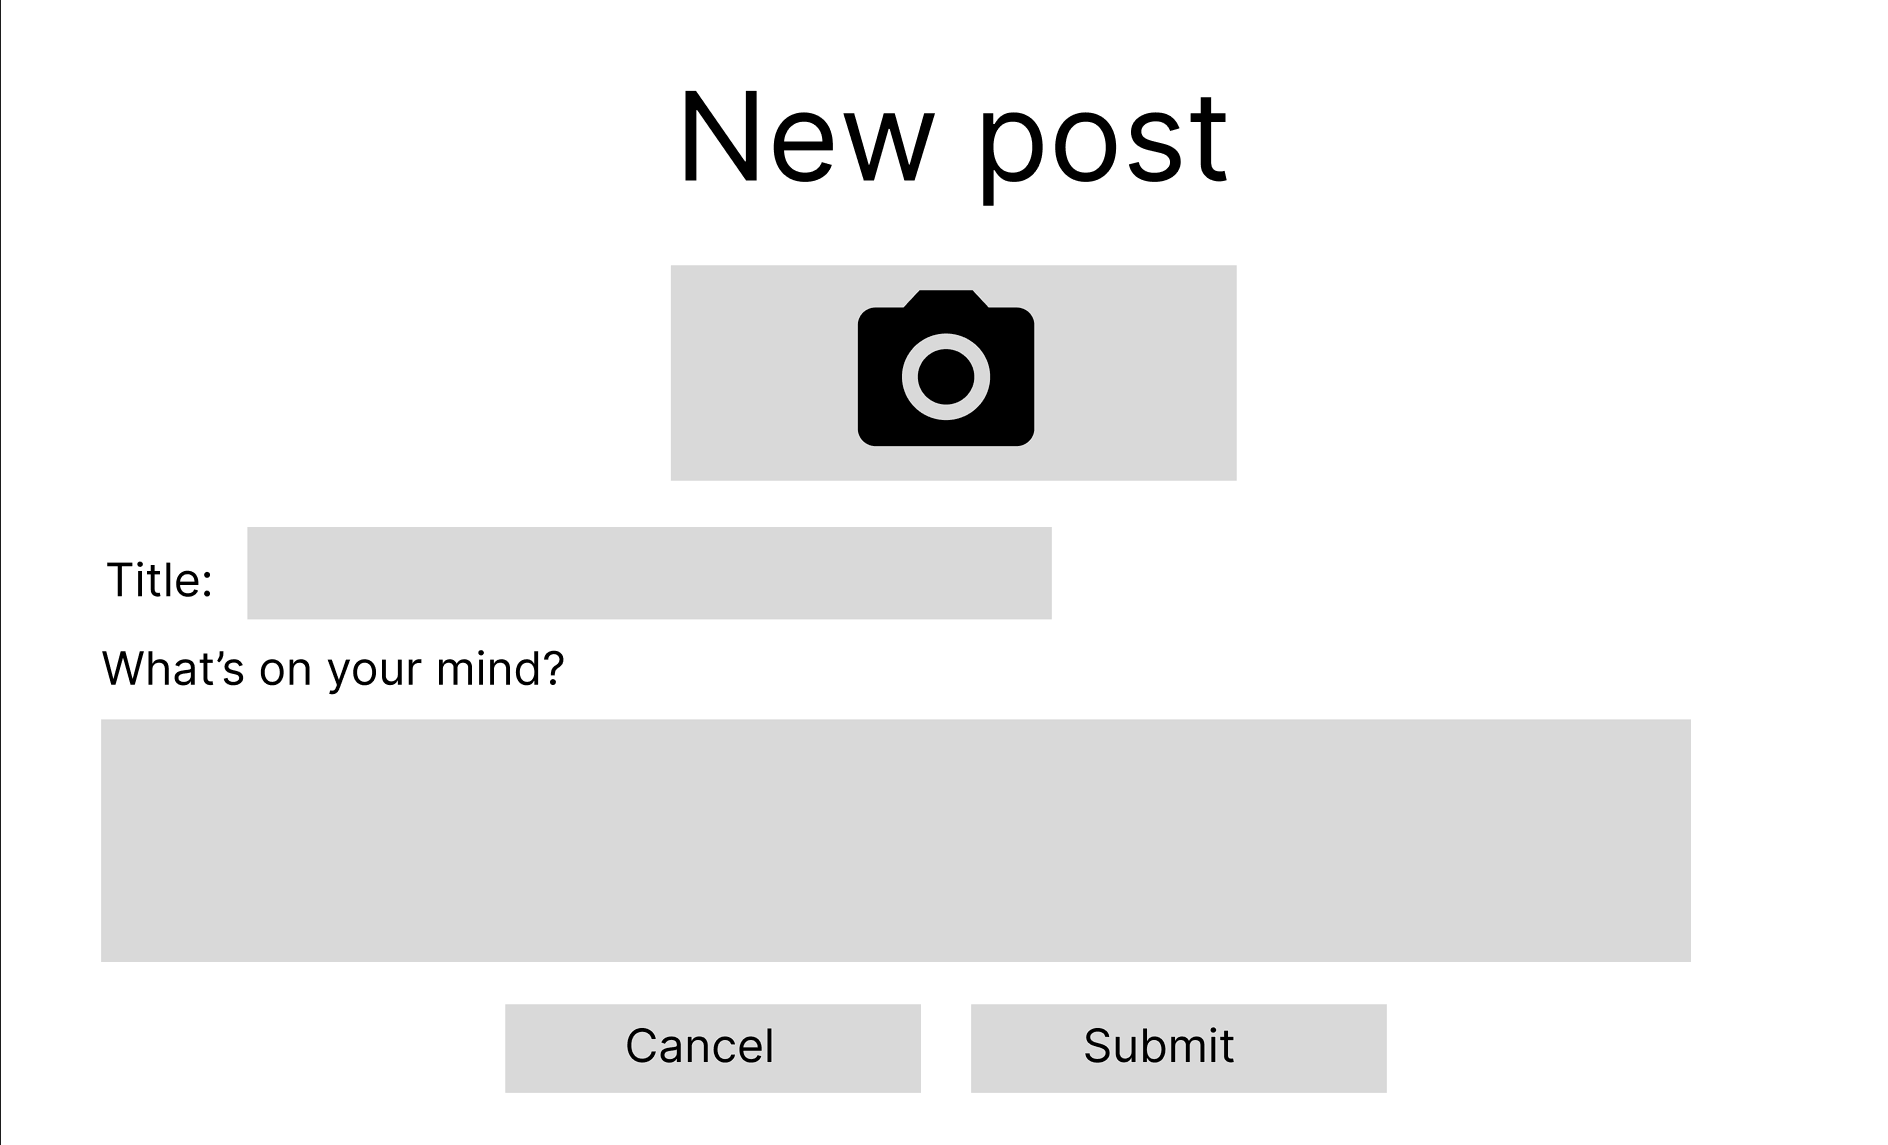 New post
Title:
What’s on your mind?
Cancel
Submit